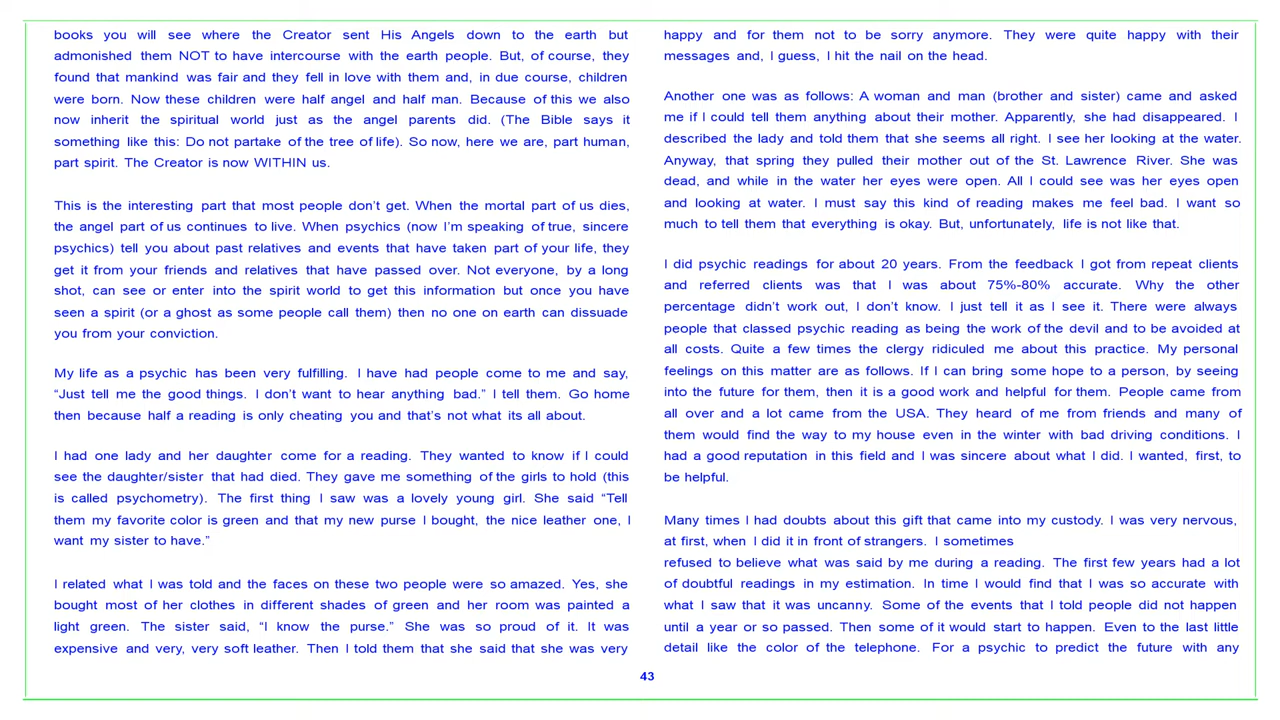 books you will see where the Creator sent His Angels down to the earth but
admonished them NOT to have intercourse with the earth people. But, of course, they
found that mankind was fair and they fell in love with them and, in due course, children
were born. Now these children were half angel and half man. Because of this we also
now inherit the spiritual world just as the angel parents did. (The Bible says it
something like this: Do not partake of the tree of life). So now, here we are, part human,
part spirit. The Creator is now WITHIN us.
This is the interesting part that most people don’t get. When the mortal part of us dies,
the angel part of us continues to live. When psychics (now I’m speaking of true, sincere
psychics) tell you about past relatives and events that have taken part of your life, they
get it from your friends and relatives that have passed over. Not everyone, by a long
shot, can see or enter into the spirit world to get this information but once you have
seen a spirit (or a ghost as some people call them) then no one on earth can dissuade
you from your conviction.
My life as a psychic has been very fulfilling. I have had people come to me and say,
“Just tell me the good things. I don’t want to hear anything bad.” I tell them. Go home
then because half a reading is only cheating you and that’s not what its all about.
I had one lady and her daughter come for a reading. They wanted to know if I could
see the daughter/sister that had died. They gave me something of the girls to hold (this
is called psychometry). The first thing I saw was a lovely young girl. She said “Tell
them my favorite color is green and that my new purse I bought, the nice leather one, I
want my sister to have.”
I related what I was told and the faces on these two people were so amazed. Yes, she
bought most of her clothes in different shades of green and her room was painted a
light green. The sister said, “I know the purse.” She was so proud of it. It was
expensive and very, very soft leather. Then I told them that she said that she was very
happy and for them not to be sorry anymore. They were quite happy with their
messages and, I guess, I hit the nail on the head.
Another one was as follows: A woman and man (brother and sister) came and asked
me if I could tell them anything about their mother. Apparently, she had disappeared. I
described the lady and told them that she seems all right. I see her looking at the water.
Anyway, that spring they pulled their mother out of the St. Lawrence River. She was
dead, and while in the water her eyes were open. All I could see was her eyes open
and looking at water. I must say this kind of reading makes me feel bad. I want so
much to tell them that everything is okay. But, unfortunately, life is not like that.
I did psychic readings for about 20 years. From the feedback I got from repeat clients
and referred clients was that I was about 75%-80% accurate. Why the other
percentage didn’t work out, I don’t know. I just tell it as I see it. There were always
people that classed psychic reading as being the work of the devil and to be avoided at
all costs. Quite a few times the clergy ridiculed me about this practice. My personal
feelings on this matter are as follows. If I can bring some hope to a person, by seeing
into the future for them, then it is a good work and helpful for them. People came from
all over and a lot came from the USA. They heard of me from friends and many of
them would find the way to my house even in the winter with bad driving conditions. I
had a good reputation in this field and I was sincere about what I did. I wanted, first, to
be helpful.
Many times I had doubts about this gift that came into my custody. I was very nervous,
at first, when I did it in front of strangers. I sometimes
refused to believe what was said by me during a reading. The first few years had a lot
of doubtful readings in my estimation. In time I would find that I was so accurate with
what I saw that it was uncanny. Some of the events that I told people did not happen
until a year or so passed. Then some of it would start to happen. Even to the last little
detail like the color of the telephone. For a psychic to predict the future with any
43